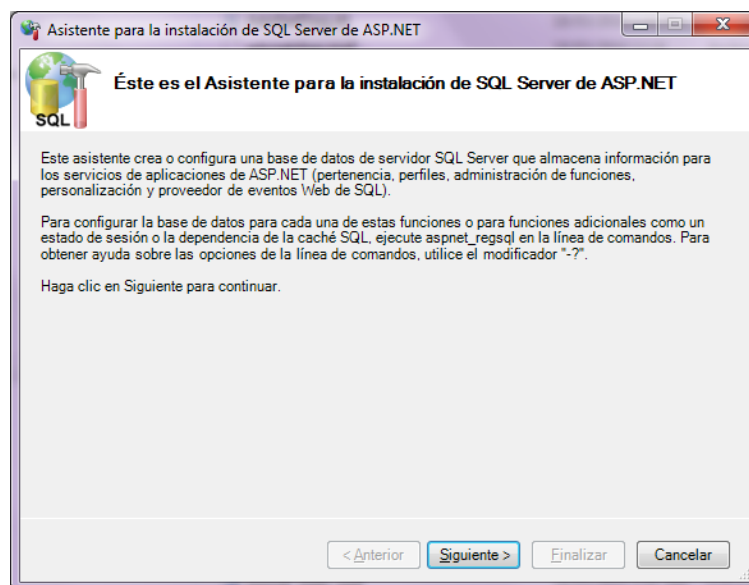 Asistente para la instalación de SQL Server de ASP.NET
Éste es el Asistente para la instalación de SQL Server de ASP.NET
SQL
Este asistente crea o configura una base de datos de servidor SQL Server que almacena información para
los servicios de aplicaciones de ASP.NET (pertenencia, perfiles, administración de funciones,
personalización y proveedor de eventos Web de SQL).
Para configurar la base de datos para cada una de estas funciones o para funciones adicionales como un
estado de sesión o la dependencia de la caché SQL, ejecute aspnet_regsql en la línea de comandos. Para
obtener ayuda sobre las opciones de la línea de comandos, utilice el modificador "-?".
Haga clic en Siguiente para continuar.
< Anterior Siguiente > Finalizar Cancelar